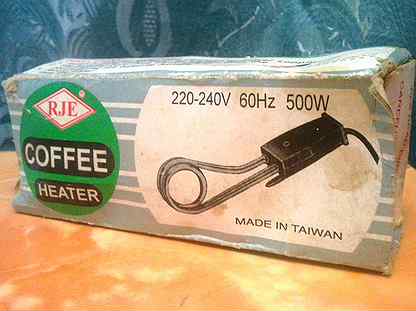 RJE
COFFEE
HEATER
220-240V 60Hz 500W
MADE IN TAIWAN